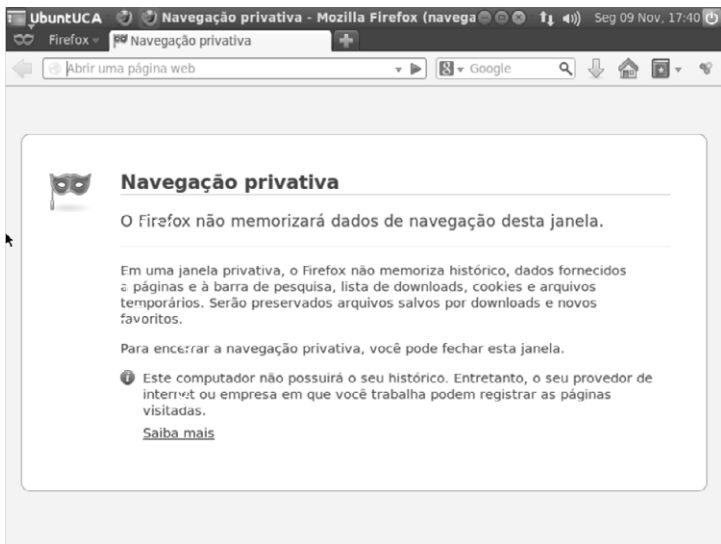 UbuntUCA Navegação privativa - Mozilla Firefox (navega Seg 09 Nov, 17:40
Firefox Navegação privativa
Abrir uma página web Google
Navegação privativa
O Firefox não memorizará dados de navegação desta janela.
Em uma janela privativa, o Firefox não memoriza histórico, dados fornecidos
a páginas e à barra de pesquisa, lista de downloads, cookies e arquivos
temporários. Serão preservados arquivos salvos por downloads e novos
favoritos.
Para encerrar a navegação privativa, você pode fechar esta janela.
Este computador não possuirá o seu histórico. Entretanto, o seu provedor de
internet ou empresa em que você trabalha podem registrar as páginas
visitadas.
Saiba mais